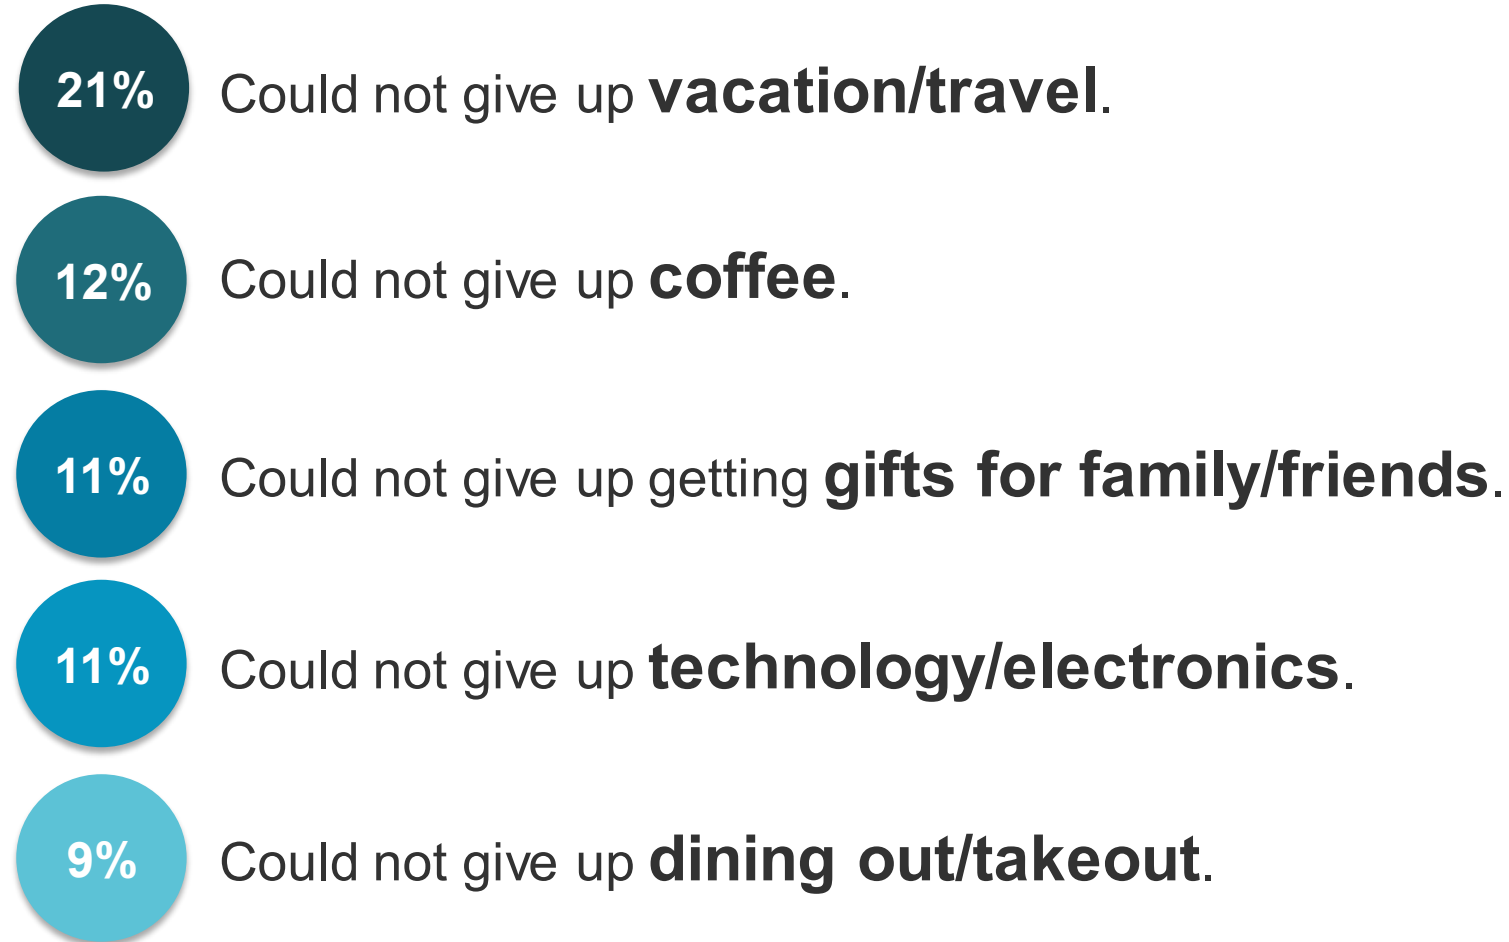 21% Could not give up vacation/travel.
12% Could not give up coffee.
11% Could not give up getting gifts for family/friends.
11% Could not give up technology/electronics.
9% Could not give up dining out/takeout.